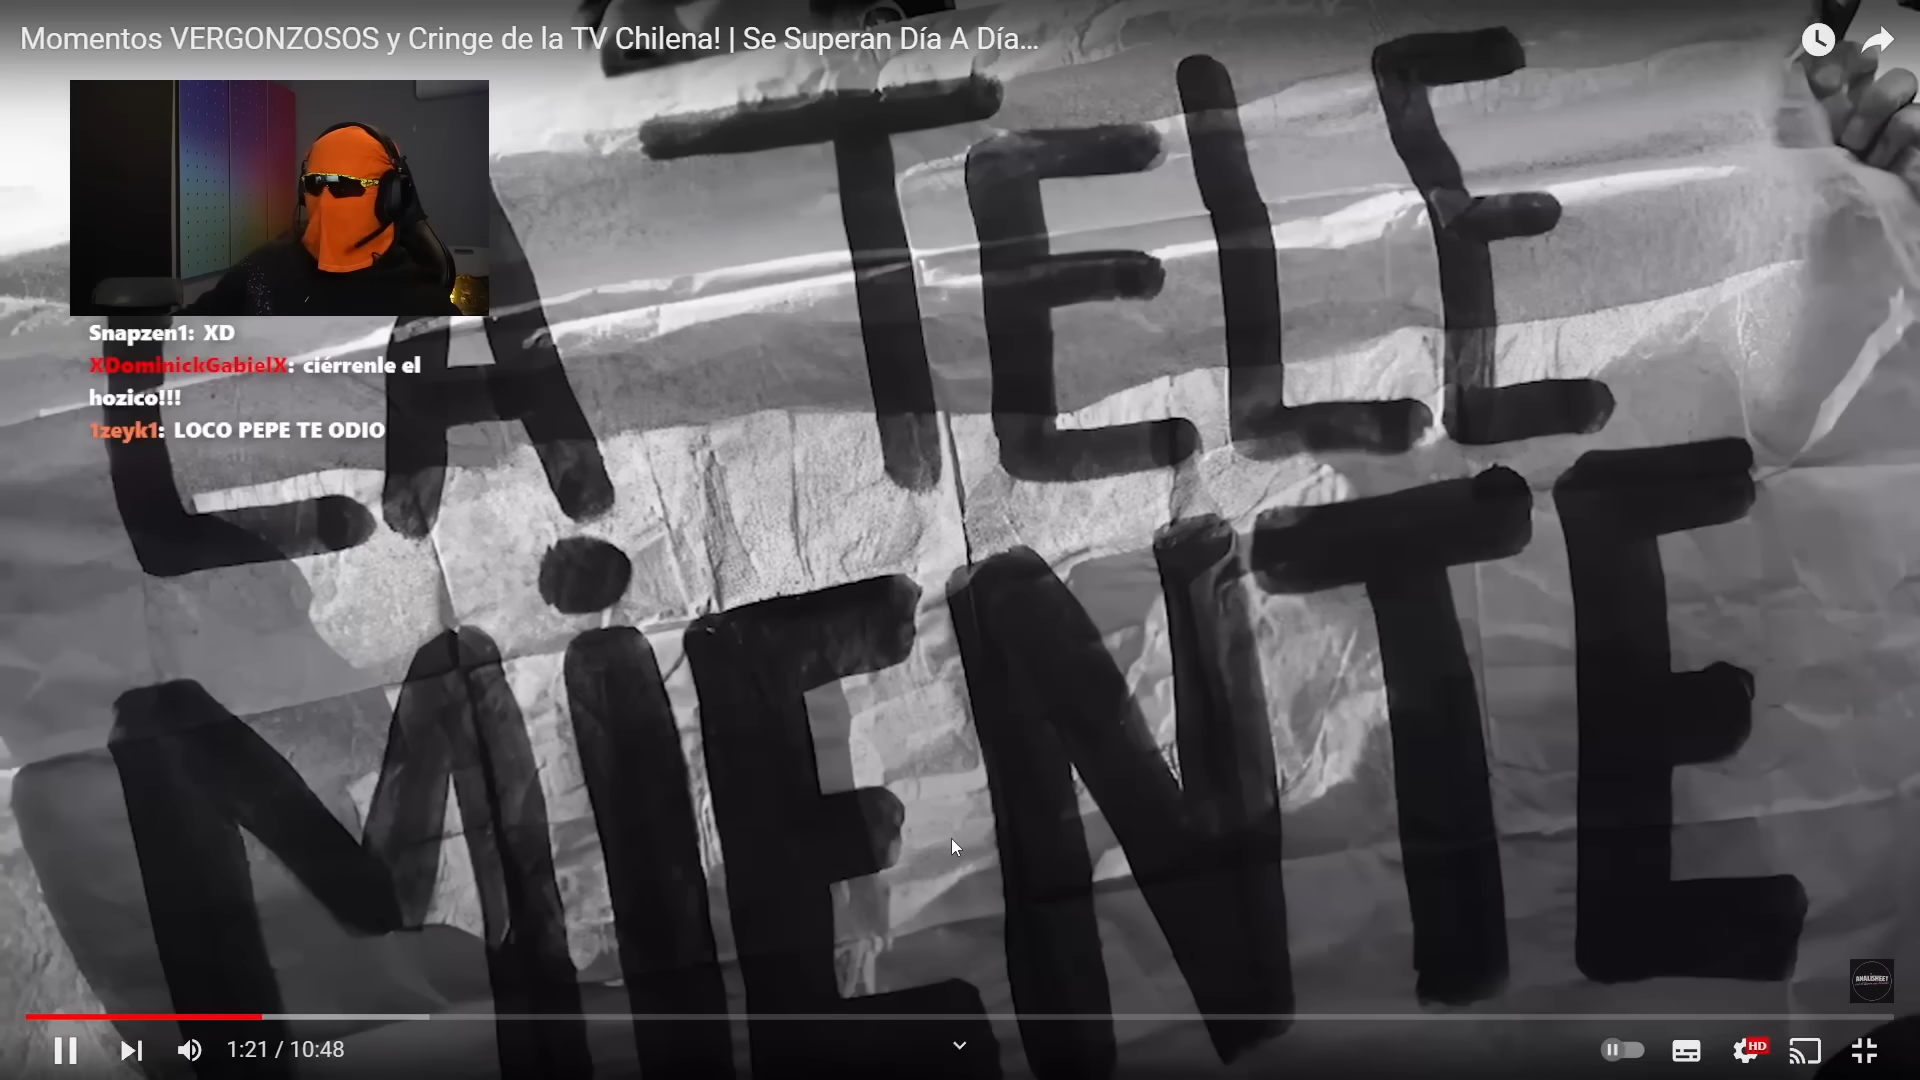 Momentos VERGONZOSOS y Cringe de la TV Chilena! | Se Superan Día A Día...
Snapzen1: XD
XDominickGabielX: ciérrenle el
hozico!!!
1zeyk1: LOCO PEPE TE ODIO
LA TELE
MIENTE
1:21 / 10:48
HD